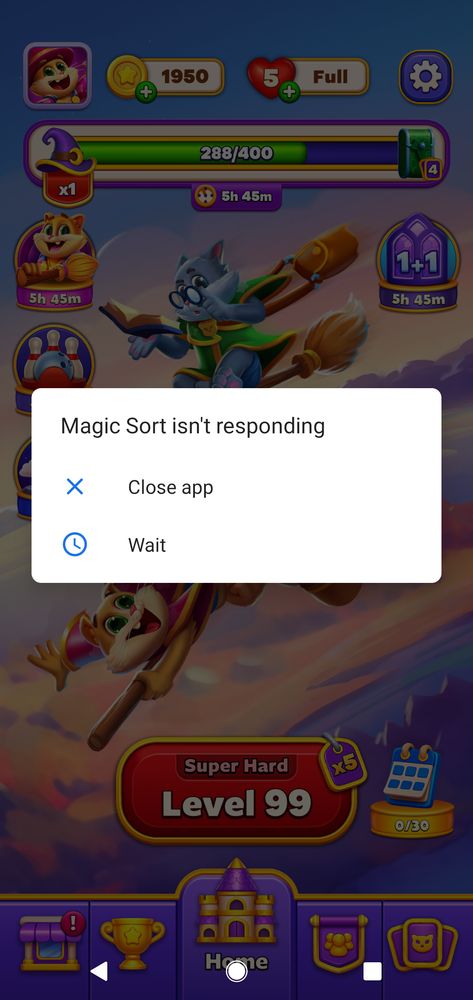 1950
5
Full
288/400
4
x1
5h 45m
1+1
5h 45m
5h 45m
Magic Sort isn't responding
Close app
Wait
Super Hard
x5
Level 99
0/30
!
Home